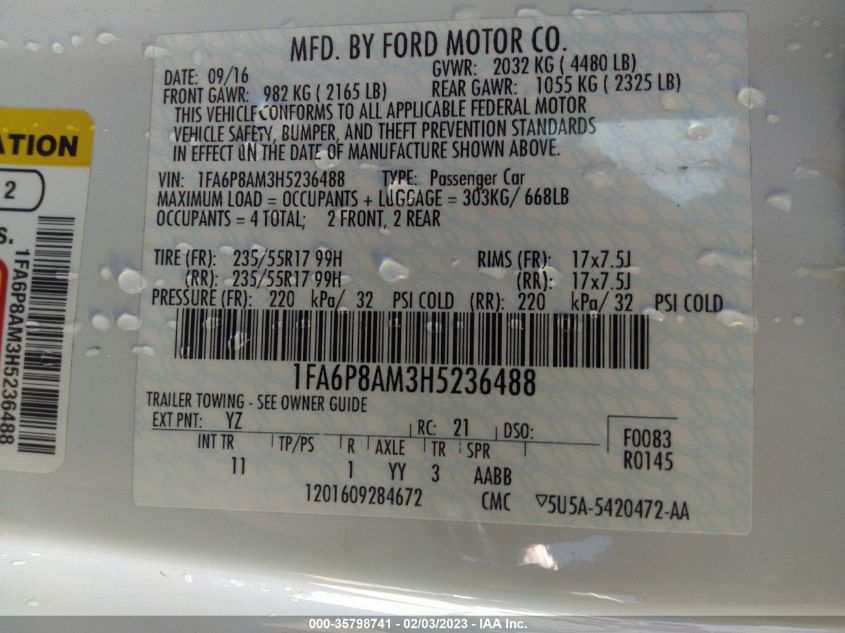 MFD. BY FORD MOTOR CO.
DATE: 09/16
GVWR: 2032 KG ( 4480 LB)
FRONT GAWR: 982 KG ( 2165 LB)
REAR GAWR: 1055 KG ( 2325 LB)
THIS VEHICLE CONFORMS TO ALL APPLICABLE FEDERAL MOTOR
VEHICLE SAFETY, BUMPER, AND THEFT PREVENTION STANDARDS
IN EFFECT ON THE DATE OF MANUFACTURE SHOWN ABOVE.
VIN: 1FA6P8AM3H5236488 TYPE: Passenger Car
MAXIMUM LOAD = OCCUPANTS + LUGGAGE = 303KG/ 668LB
OCCUPANTS = 4 TOTAL; 2 FRONT, 2 REAR
TIRE (FR): 235/55R17 99H RIMS (FR): 17x7.5J
(RR): 235/55R17 99H (RR): 17x7.5J
PRESSURE (FR): 220 kPa/ 32 PSI COLD (RR): 220 kPa/ 32 PSI COLD
1FA6P8AM3H5236488
TRAILER TOWING - SEE OWNER GUIDE
EXT PNT: YZ RC: 21 DSO:
F0083
R0145
INT TR TP/PS R AXLE TR SPR
11 1 YY 3 AABB
1201609284672 CMC ▽5U5A-5420472-AA
ATION
2
S.
1FA6P8AM3H5236488
000-35798741 - 02/03/2023 - IAAI.com